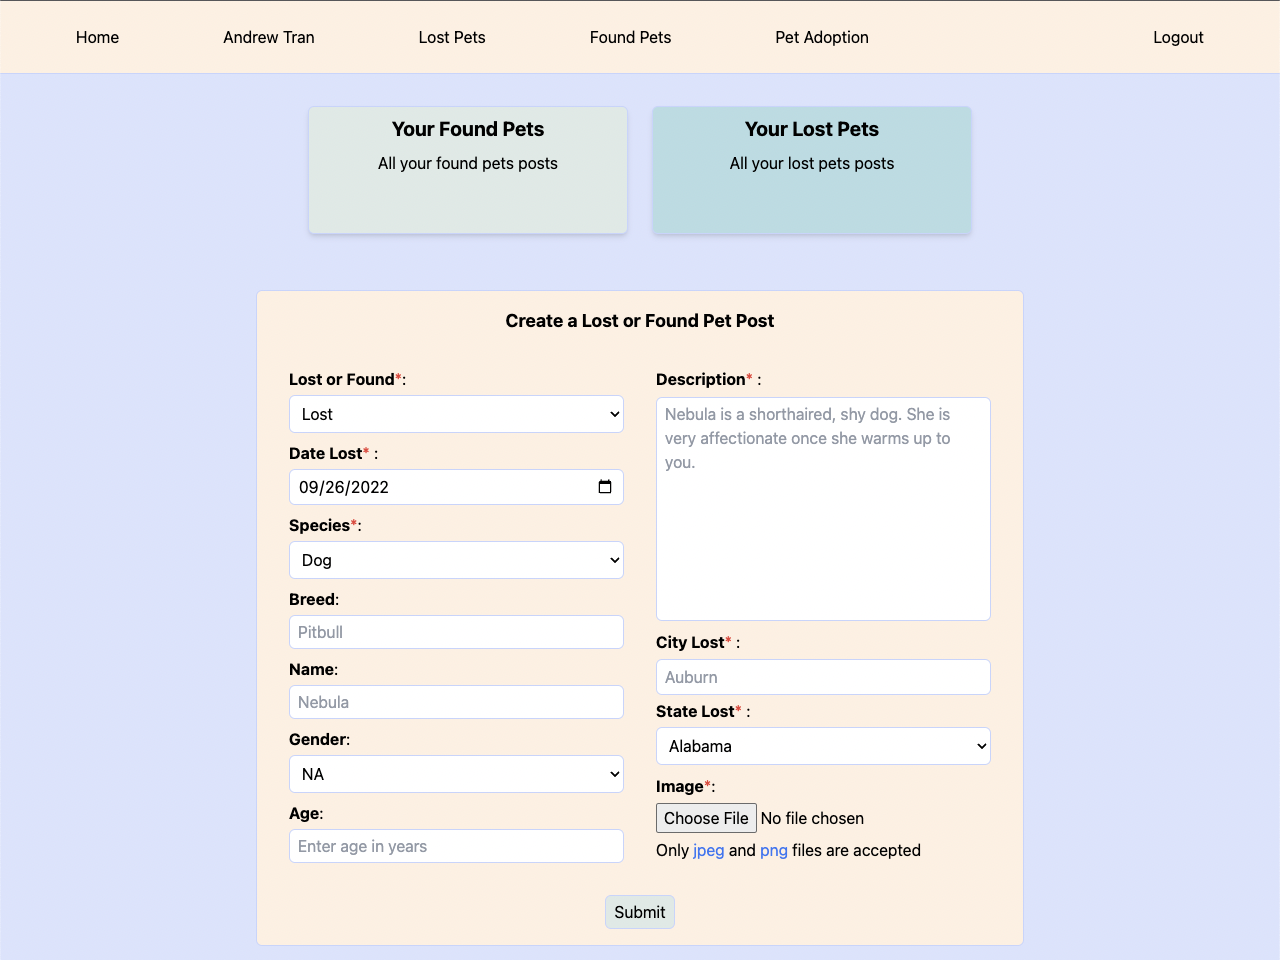 Home
Andrew Tran
Lost Pets
Found Pets
Pet Adoption
Logout
Your Found Pets
All your found pets posts
Your Lost Pets
All your lost pets posts
Create a Lost or Found Pet Post
Lost or Found*:
Lost
Date Lost* :
09/26/2022
Species*:
Dog
Breed:
Pitbull
Name:
Nebula
Gender:
NA
Age:
Enter age in years
Description* :
Nebula is a shorthaired, shy dog. She is
very affectionate once she warms up to
you.
City Lost* :
Auburn
State Lost* :
Alabama
Image*:
Choose File No file chosen
Only jpeg and png files are accepted
Submit